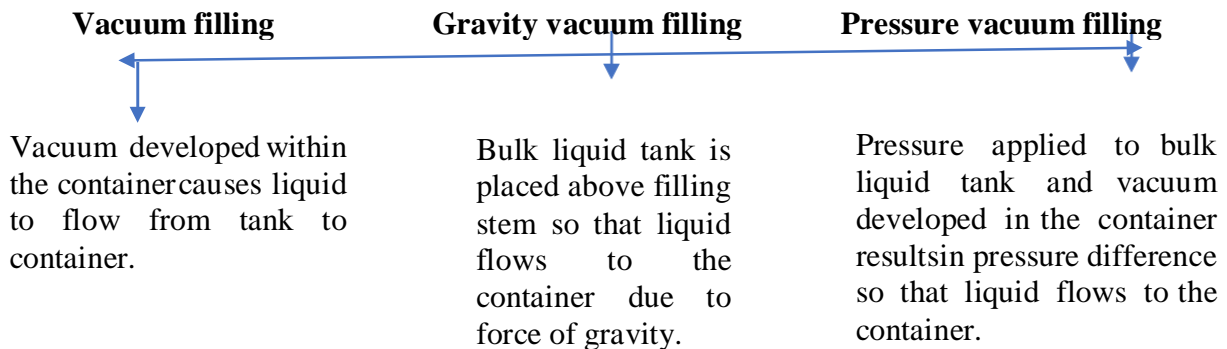 Vacuum filling Gravity vacuum filling Pressure vacuum filling
Vacuum developed within
the containercauses liquid
to flow from tank to
container.
Bulk liquid tank is
placed above filling
stem so that liquid
flows to the
container due to
force of gravity.
Pressure applied to bulk
liquid tank and vacuum
developed in the container
resultsin pressure difference
so that liquid flows to the
container.